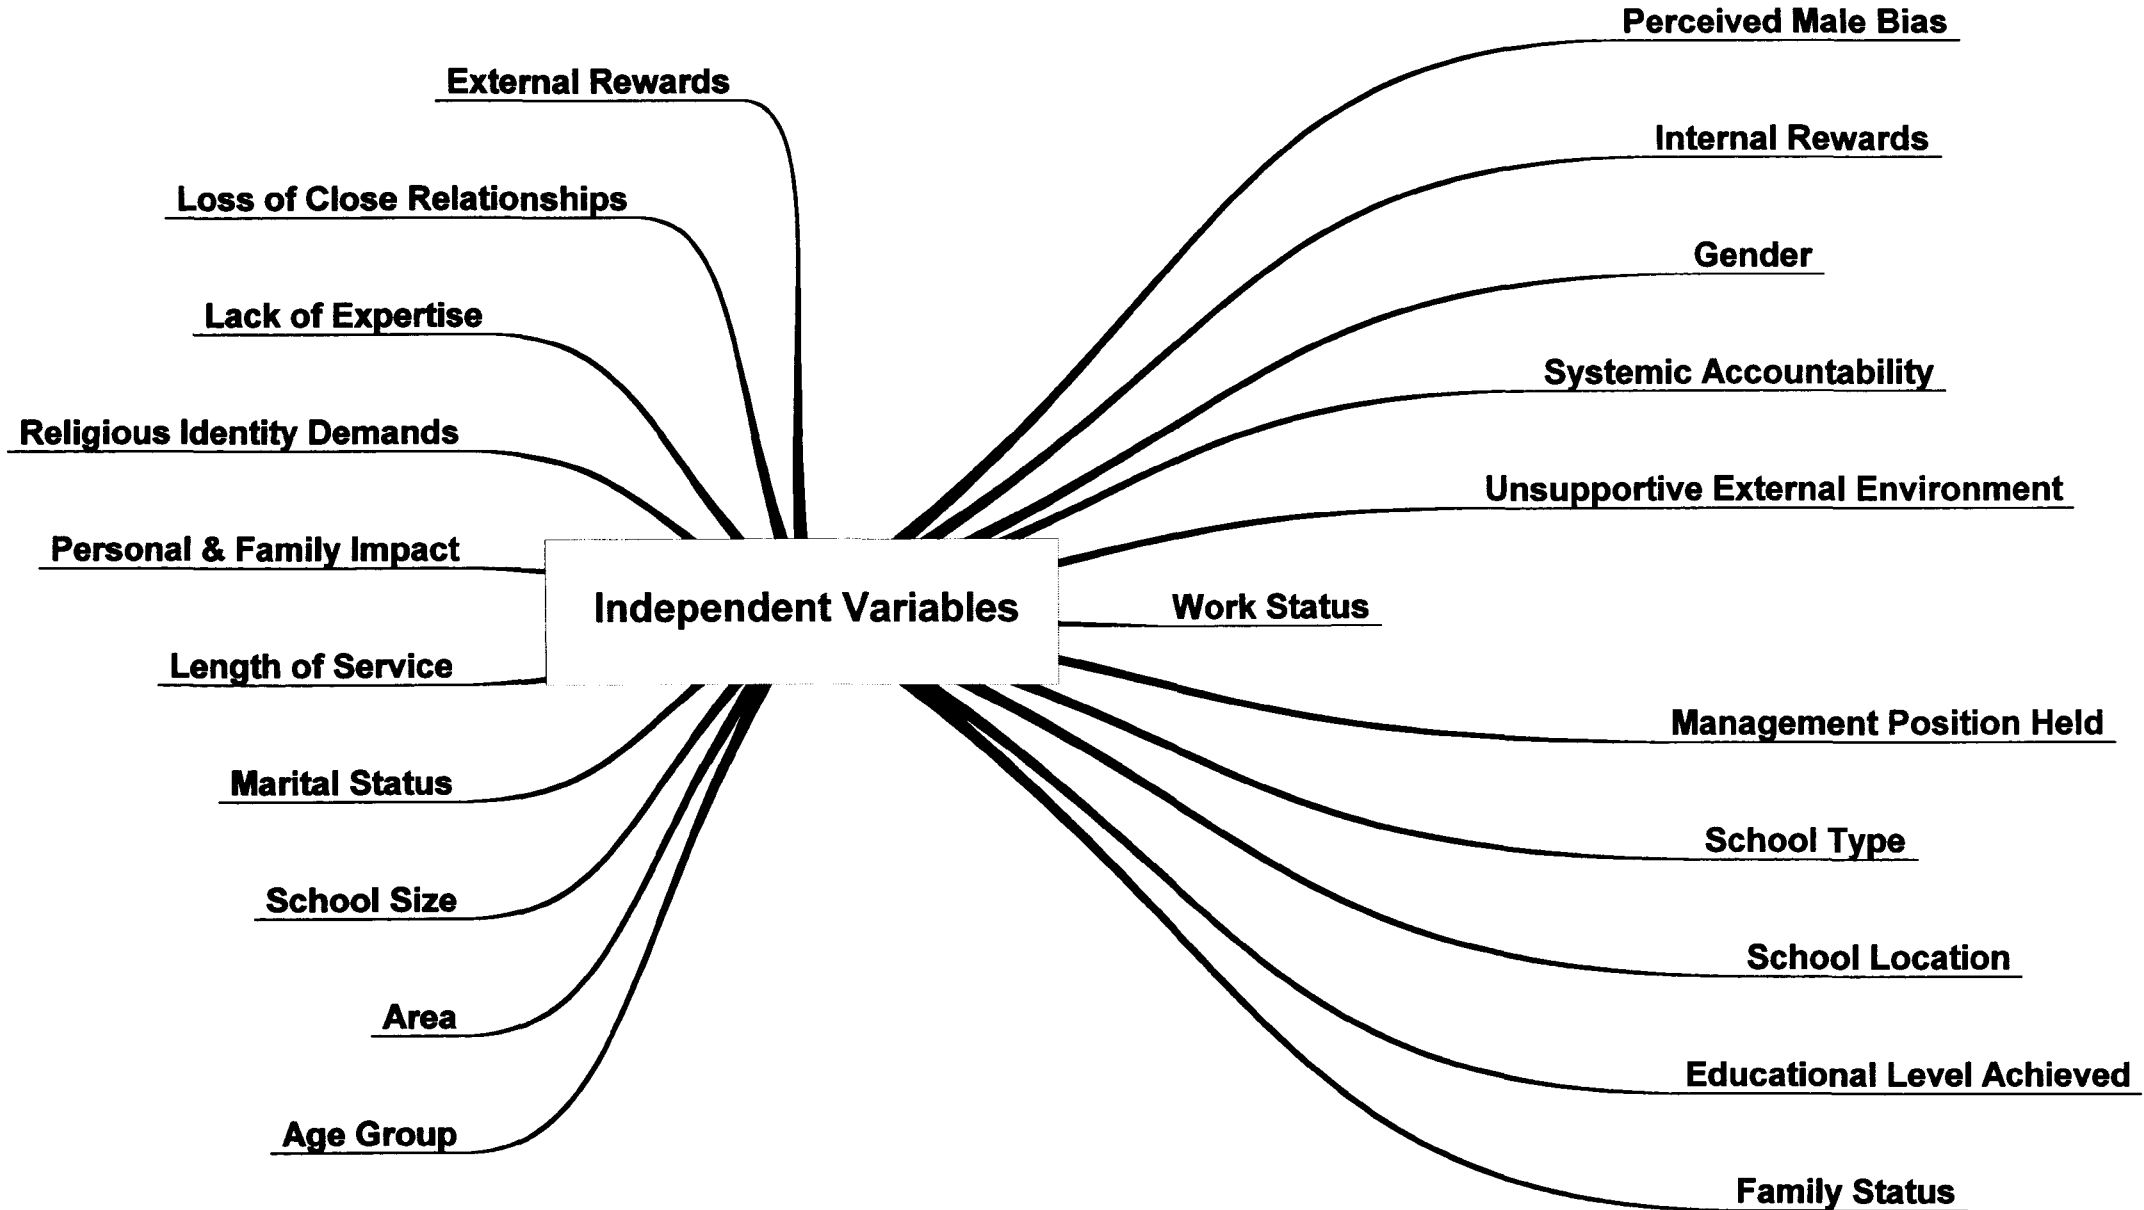 Perceived Male Bias
External Rewards
Internal Rewards
Loss of Close Relationships
Gender
Lack of Expertise
Systemic Accountability
Religious Identity Demands
Unsupportive External Environment
Personal & Family Impact
Independent Variables
Work Status
Length of Service
Management Position Held
Marital Status
School Type
School Size
School Location
Area
Educational Level Achieved
Age Group
Family Status